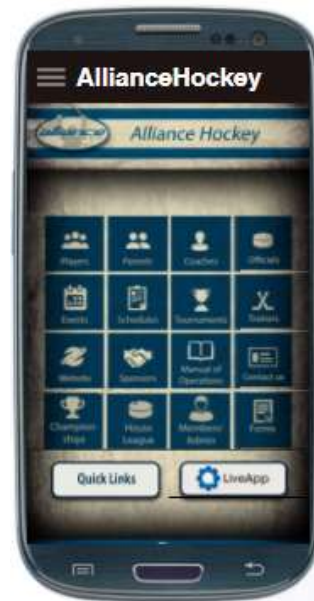 AllianceHockey
alliance Alliance Hockey
Players Parents Coaches Officials
Events Schedules Tournaments Trainers
Website Sponsors Manual of Operations Contact us
Champion ships House League Members' Admin Forms
Quick Links LiveApp